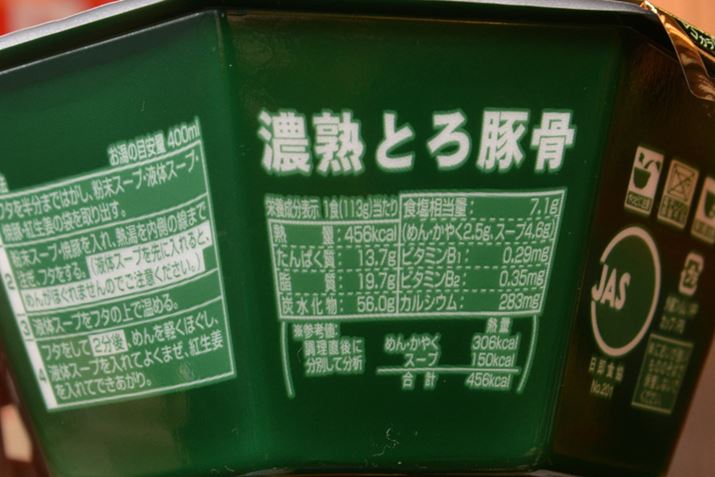 お湯の目安量 400ml
フタを半分まではがし、粉末スープ・液体スープ・
焼豚・紅生姜の袋を取り出す。
2 粉末スープ・焼豚を入れ、熱湯を内側の線まで
注ぎ、フタをする。(液体スープを先に入れると、
めんがほぐれませんのでご注意ください。)
3 液体スープをフタの上で温める。
4 フタをして2分後、めんを軽くほぐし、
液体スープを入れてよくまぜ、紅生姜
を入れてできあがり。
濃熟とろ豚骨
栄養成分表示 1食(113g)当たり
熱量:456kcal
たんぱく質:13.7g
脂質:19.7g
炭水化物:56.0g
食塩相当量:7.1g
(めん・かやく2.5g、スープ4.6g)
ビタミンB1:0.29mg
ビタミンB2:0.35mg
カルシウム:283mg
※参考値:
調理直後に
分別して分析
熱量
めん・かやく 306kcal
スープ 150kcal
合計 456kcal
JAS
No.201